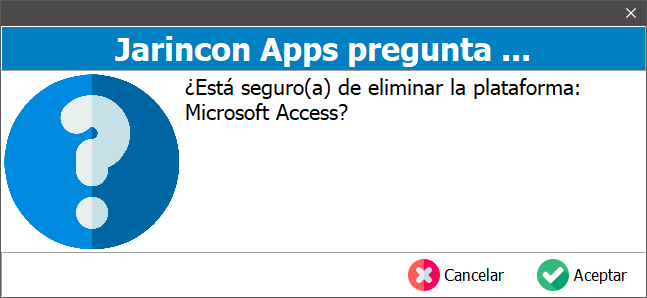 Jarincon Apps pregunta ...
¿Está seguro(a) de eliminar la plataforma:
Microsoft Access?
Cancelar
Aceptar